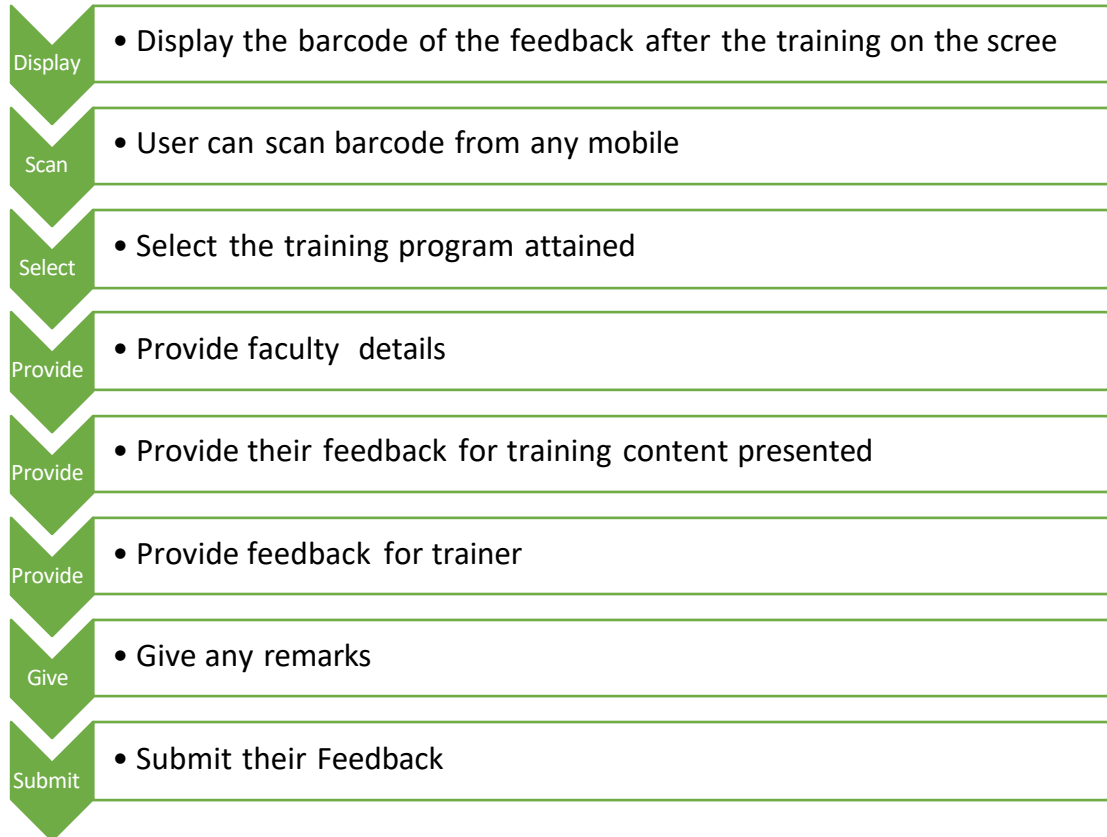 Display
• Display the barcode of the feedback after the training on the scree
Scan
• User can scan barcode from any mobile
Select
• Select the training program attained
Provide
• Provide faculty details
Provide
• Provide their feedback for training content presented
Provide
• Provide feedback for trainer
Give
• Give any remarks
Submit
• Submit their Feedback